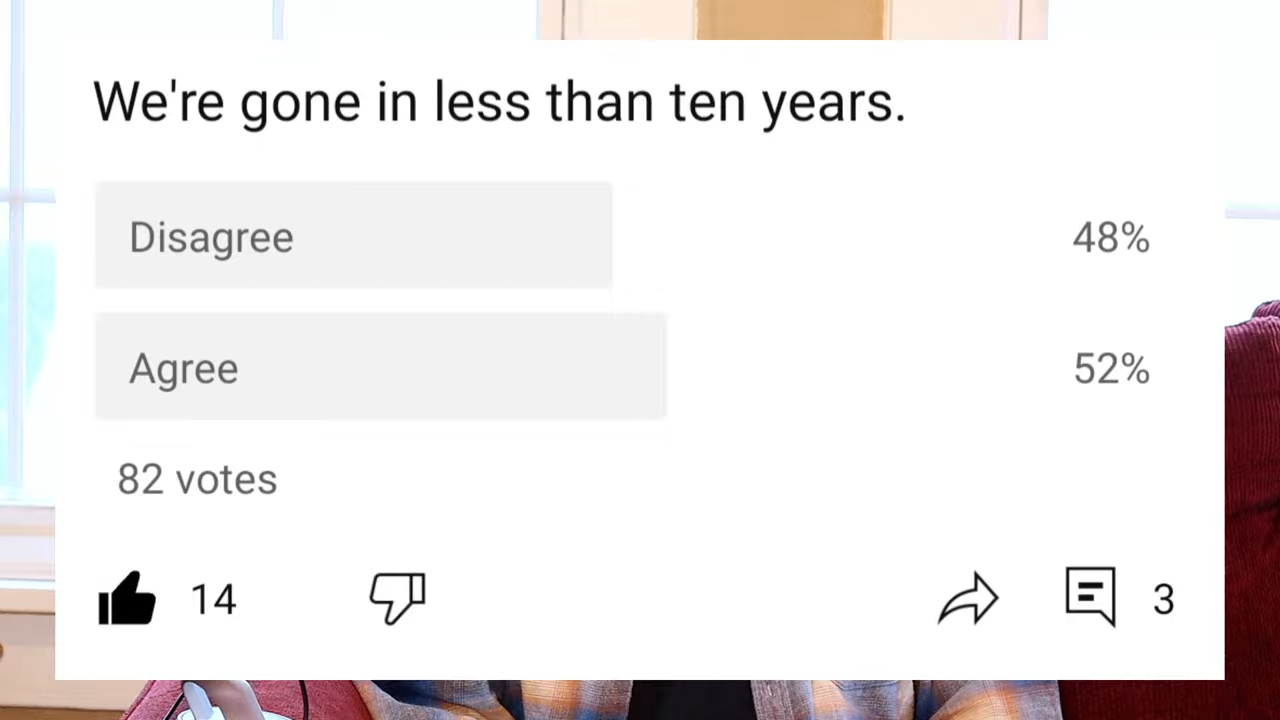 We're gone in less than ten years.
Disagree 48%
Agree 52%
82 votes
14 3